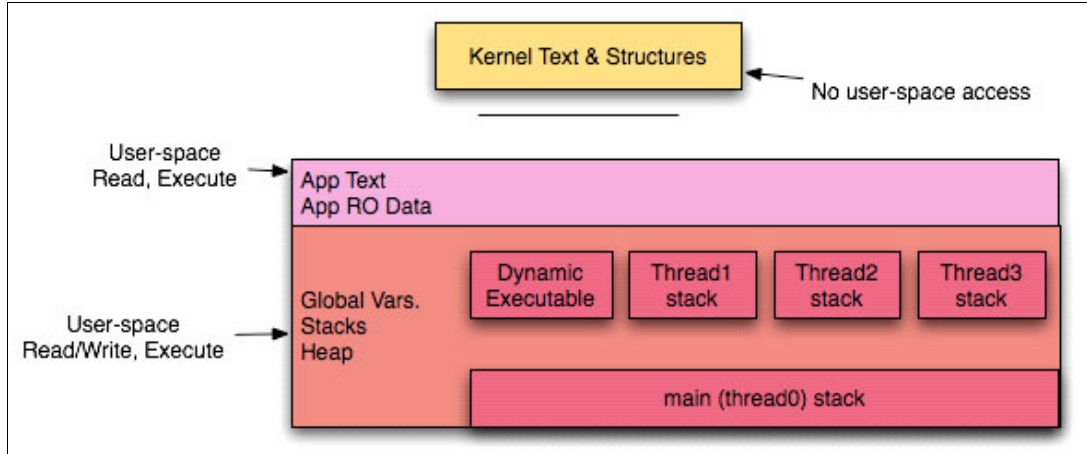 Kernel Text & Structures
No user-space access
User-space
Read, Execute
App Text
App RO Data
User-space
Read/Write, Execute
Global Vars.
Stacks
Heap
Dynamic
Executable
Thread1
stack
Thread2
stack
Thread3
stack
main (thread0) stack